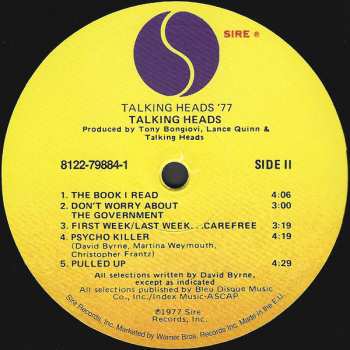 SIRE ®
TALKING HEADS '77
TALKING HEADS
Produced by Tony Bongiovi, Lance Quinn &
Talking Heads
8122-79884-1 SIDE II
1. THE BOOK I READ 4:06
2. DON'T WORRY ABOUT 3:00
THE GOVERNMENT
3. FIRST WEEK/LAST WEEK. . .CAREFREE 3:19
4. PSYCHO KILLER 4:19
(David Byrne, Martina Weymouth,
Christopher Frantz)
5. PULLED UP 4:29
All selections written by David Byrne,
except as indicated
All selections published by Bleu Disque Music
Co., Inc./Index Music-ASCAP
℗1977 Sire
Records, Inc.
Sire Records, Inc. Marketed by Warner Bros. Records Inc. Made in the E.U.